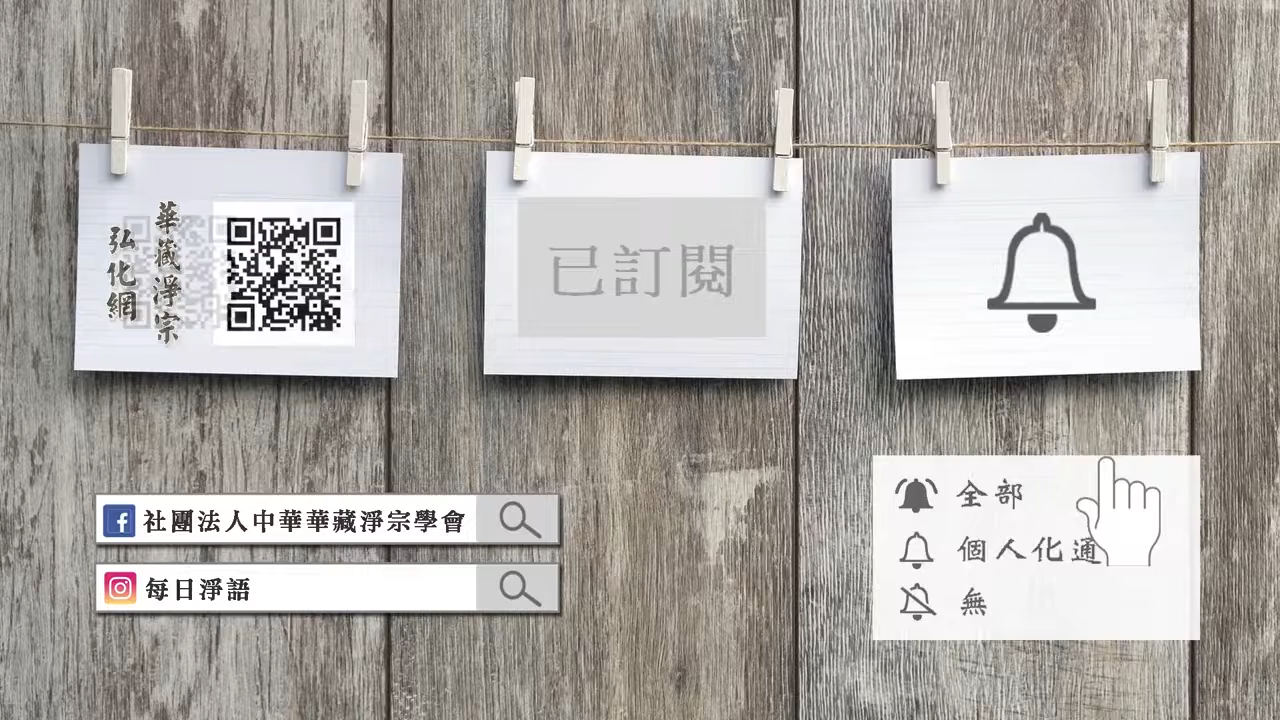 華藏淨宗
弘化網
已訂閱
社團法人中華華藏淨宗學會
每日淨語
全部
個人化通
無